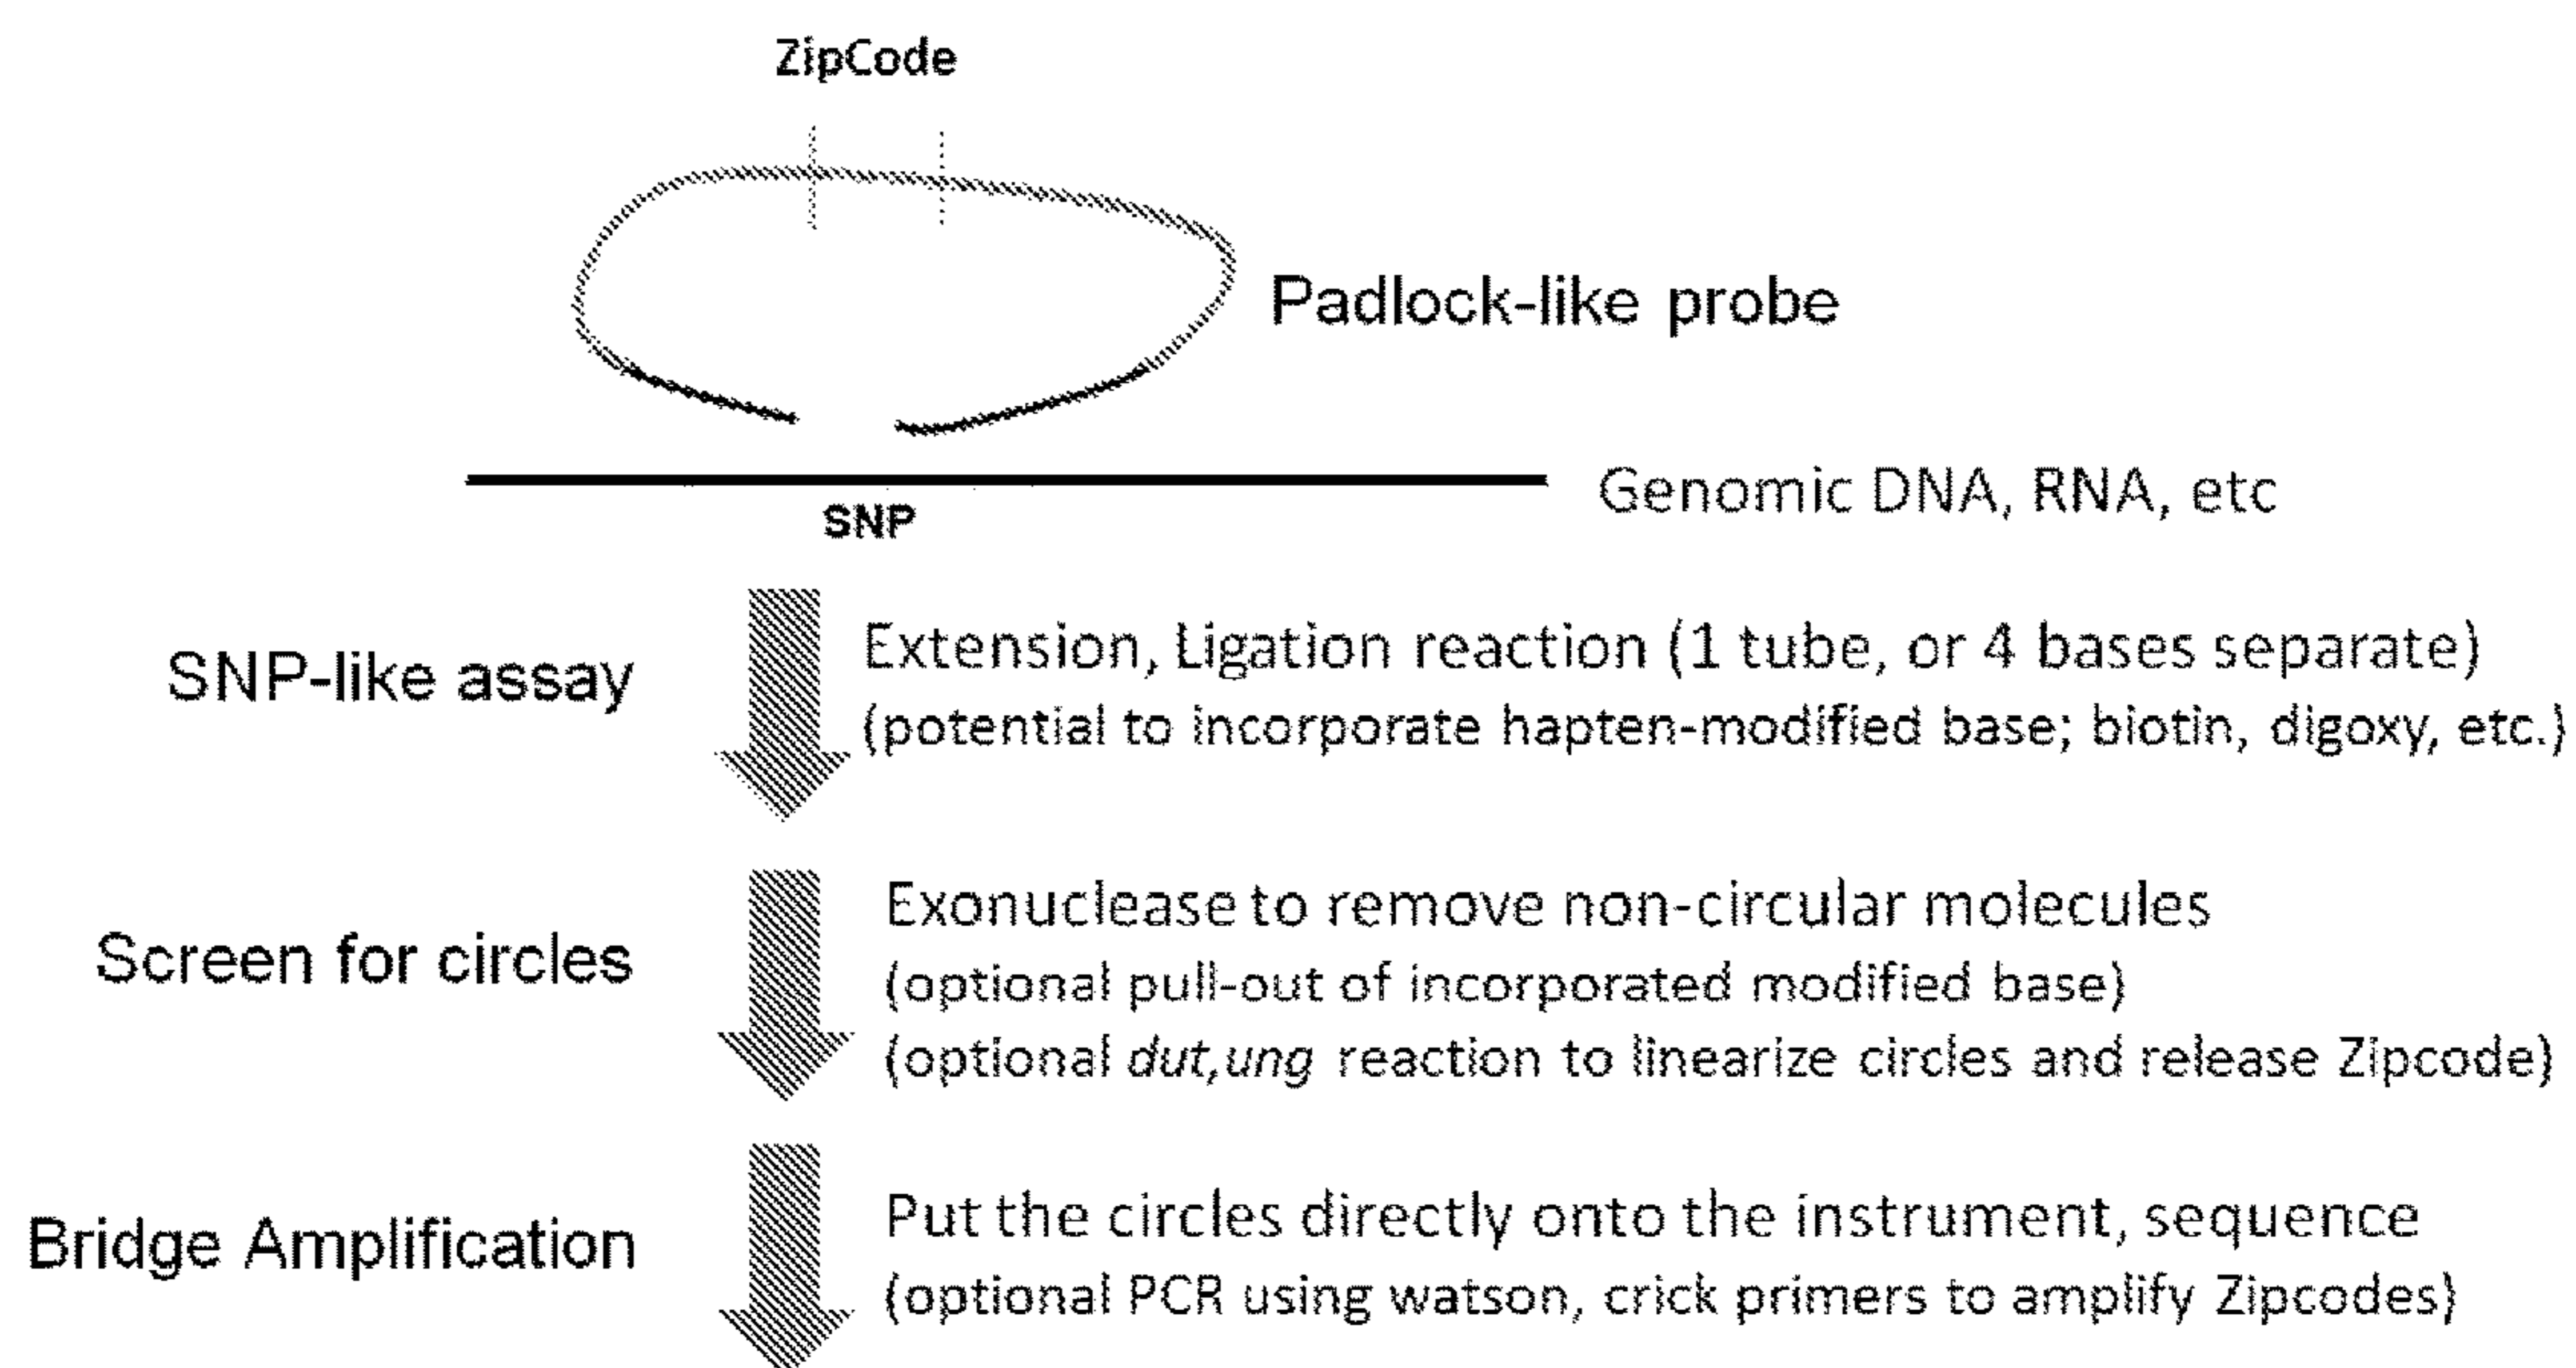 ZipCode
Padlock-like probe
Genomic DNA, RNA, etc
SNP
SNP-like assay
Extension, Ligation reaction (1 tube, or 4 bases separate)
(potential to incorporate hapten-modified base; biotin, digoxy, etc.)
Screen for circles
Exonuclease to remove non-circular molecules
(optional pull-out of incorporated modified base)
(optional dut,ung reaction to linearize circles and release Zipcode)
Bridge Amplification
Put the circles directly onto the instrument, sequence
(optional PCR using watson, crick primers to amplify Zipcodes)